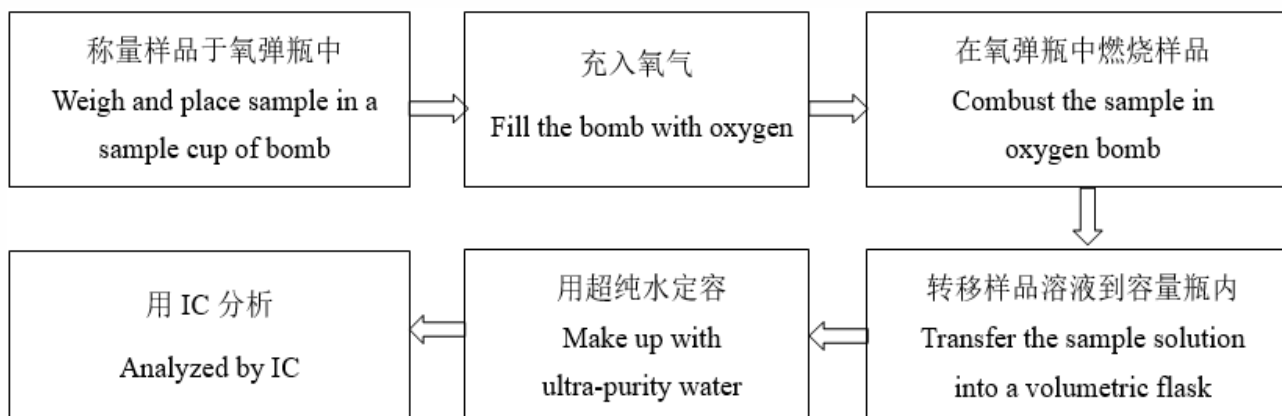 称量样品于氧弹瓶中
Weigh and place sample in a
sample cup of bomb
充入氧气
Fill the bomb with oxygen
在氧弹瓶中燃烧样品
Combust the sample in
oxygen bomb
转移样品溶液到容量瓶内
Transfer the sample solution
into a volumetric flask
用超纯水定容
Make up with
ultra-purity water
用 IC 分析
Analyzed by IC